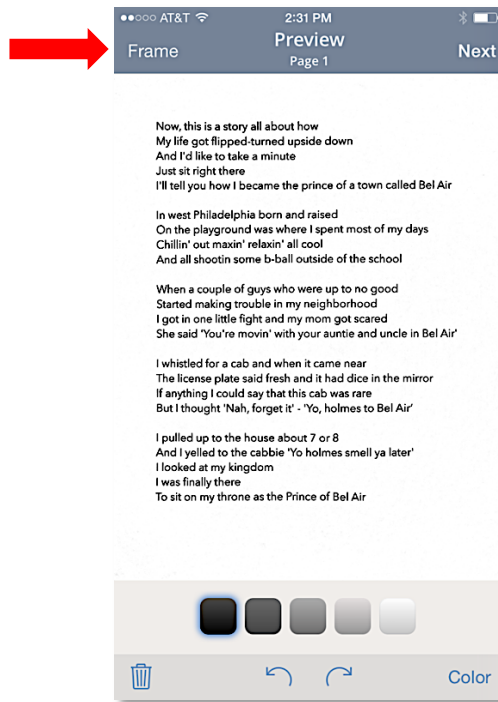 AT&T 2:31 PM
Frame Preview Next
Page 1
Now, this is a story all about how
My life got flipped-turned upside down
And I'd like to take a minute
Just sit right there
I'll tell you how I became the prince of a town called Bel Air
In west Philadelphia born and raised
On the playground was where I spent most of my days
Chillin' out maxin' relaxin' all cool
And all shootin some b-ball outside of the school
When a couple of guys who were up to no good
Started making trouble in my neighborhood
I got in one little fight and my mom got scared
She said 'You're movin' with your auntie and uncle in Bel Air'
I whistled for a cab and when it came near
The license plate said fresh and it had dice in the mirror
If anything I could say that this cab was rare
But I thought 'Nah, forget it' - 'Yo, holmes to Bel Air'
I pulled up to the house about 7 or 8
And I yelled to the cabbie 'Yo holmes smell ya later'
I looked at my kingdom
I was finally there
To sit on my throne as the Prince of Bel Air
Color